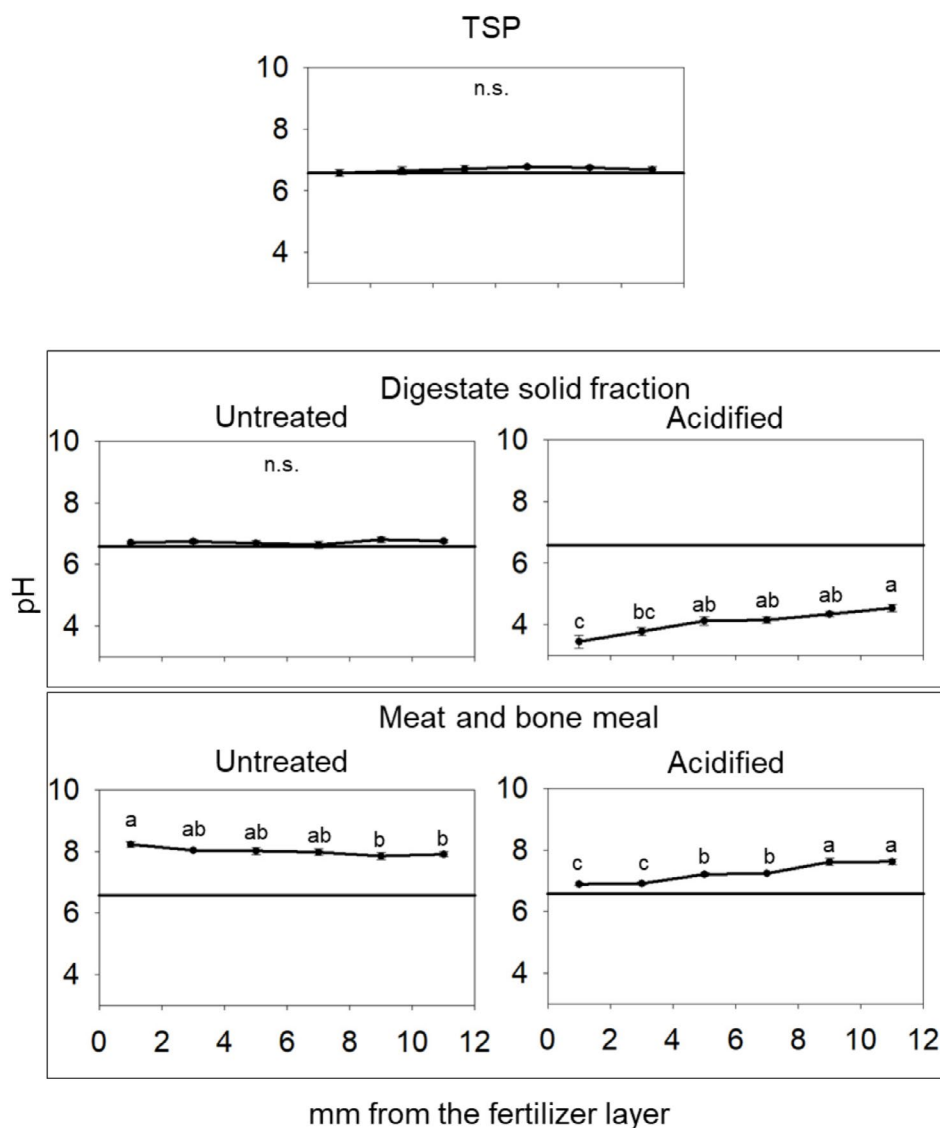 TSP
10
n.s.
8
6
4
Digestate solid fraction
Untreated
Acidified
10
n.s.
8
6
4
10
8
6
4
c
bc
ab
ab
ab
a
pH
Meat and bone meal
Untreated
Acidified
10
a
ab
ab
ab
b
b
8
6
4
0 2 4 6 8 10 12
10
c
c
b
b
a
a
8
6
4
0 2 4 6 8 10 12
mm from the fertilizer layer